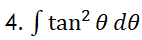 4. ∫ tan² θ dθ